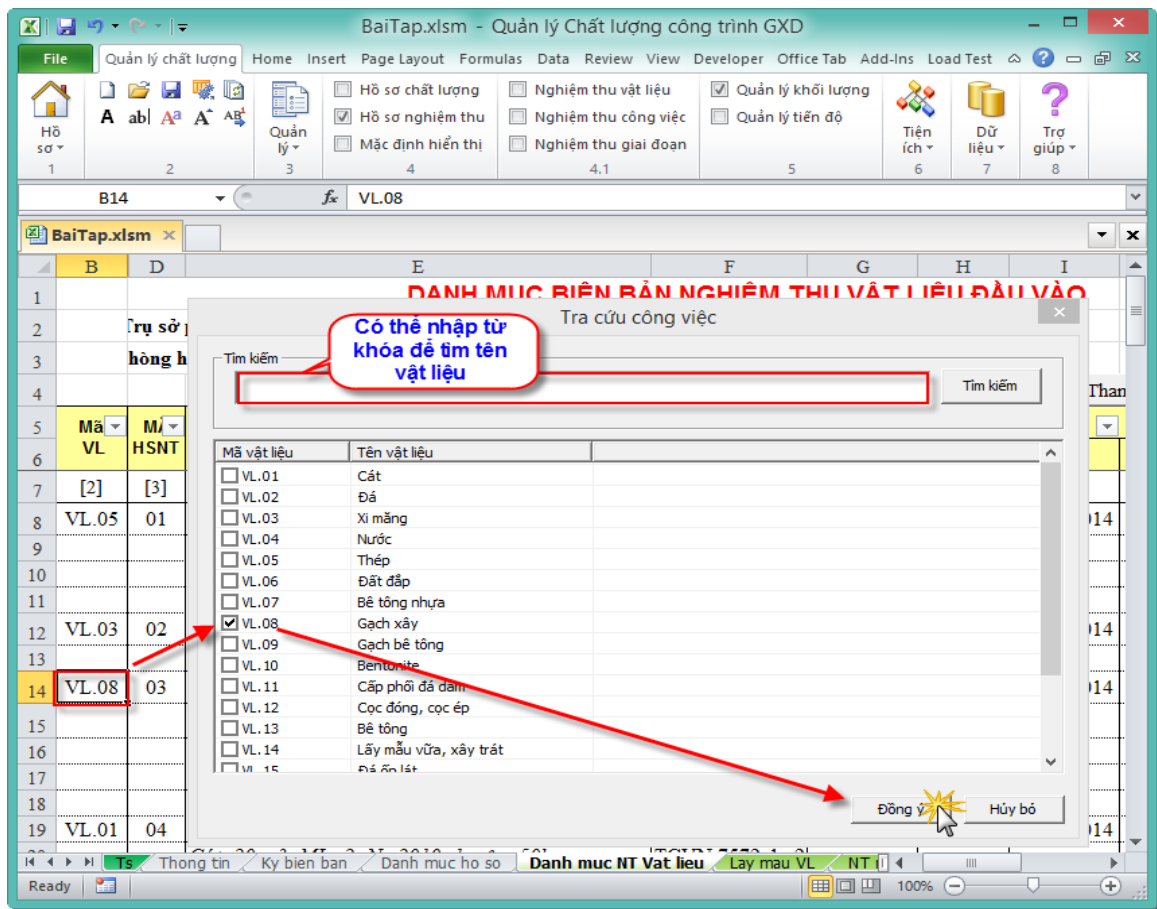 BaiTap.xlsm - Quản lý Chất lượng công trình GXD
File Quản lý chất lượng Home Insert Page Layout Formulas Data Review View Developer Office Tab Add-Ins Load Test
Hồ sơ chất lượng Nghiệm thu vật liệu Quản lý khối lượng
A ab| Aa A AB
Hồ sơ nghiệm thu Nghiệm thu công việc Quản lý tiến độ
Mặc định hiển thị Nghiệm thu giai đoạn
Hồ Quản Tiện Dữ Trợ
sơ lý ích liệu giúp
1 2 3 4 4.1 5 6 7 8
B14 fx VL.08
BaiTap.xlsm
B D E F G H I
1 DANH MỤC BIÊN BẢN NGHIỆM THU VẬT LIỆU ĐẦU VÀO
Tra cứu công việc
Có thể nhập từ
khóa để tìm tên
vật liệu
2 Trụ sở
3 hòng h
Tìm kiếm
Tìm kiếm
4 Than
5 Mã
6 VL HSNT
Mã vật liệu Tên vật liệu
VL.01 Cát
VL.02 Đá
VL.03 Xi măng
VL.04 Nước
VL.05 Thép
VL.06 Đất đắp
VL.07 Bê tông nhựa
VL.08 Gạch xây
VL.09 Gạch bê tông
VL.10 Bentonite
VL.11 Cấp phối đá dăm
VL.12 Cọc đóng, cọc ép
VL.13 Bê tông
VL.14 Lấy mẫu vữa, xây trát
VL.15 Đá ốp lát
Đồng ý Hủy bỏ
7 [2] [3]
8 VL.05 01 014
9
10
11
12 VL.03 02 014
13
14 VL.08 03 014
15
16
17
18
19 VL.01 04 014
Ts Thong tin Ky bien ban Danh muc ho so Danh muc NT Vat lieu Lay mau VL NT
Ready 100%